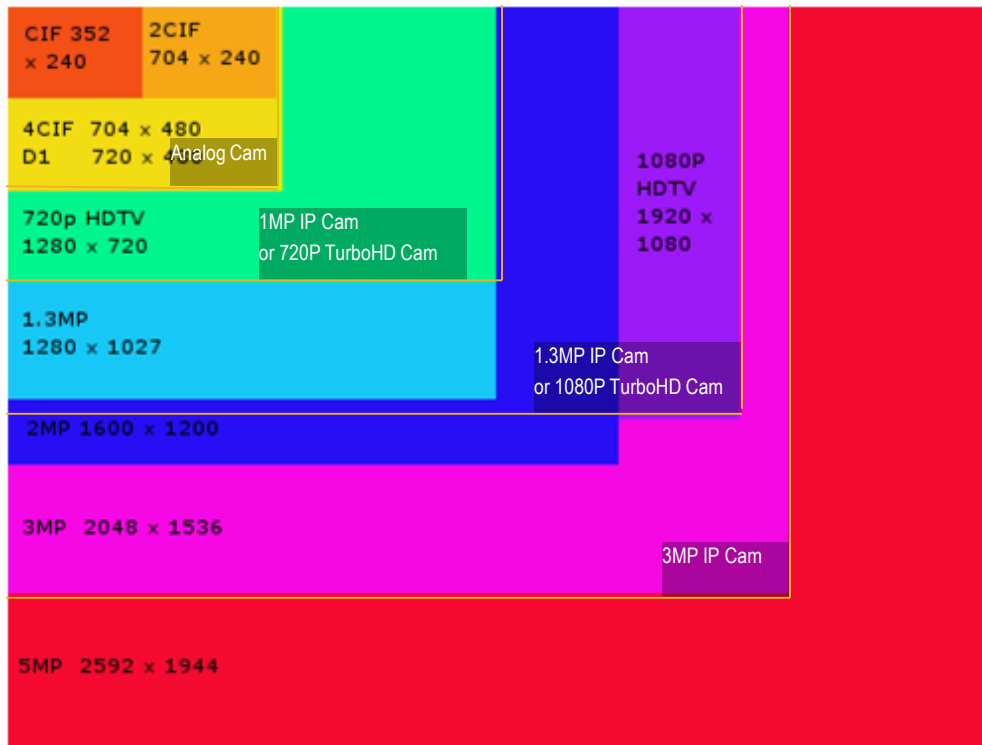 CIF 352
x 240
2CIF
704 x 240
4CIF 704 x 480
D1 720 x 480
Analog Cam
720p HDTV
1280 x 720
1MP IP Cam
or 720P TurboHD Cam
1080P
HDTV
1920 x
1080
1.3MP
1280 x 1027
1.3MP IP Cam
or 1080P TurboHD Cam
2MP 1600 x 1200
3MP 2048 x 1536
3MP IP Cam
5MP 2592 x 1944